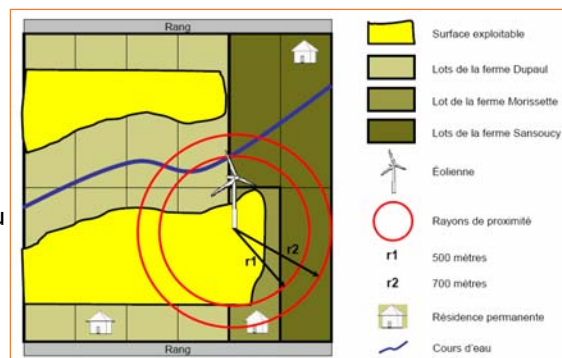 Rang
r1
r2
Rang
Surface exploitable
Lots de la ferme Dupaul
Lot de la ferme Morissette
Lots de la ferme Sansoucy
Éolienne
Rayons de proximité
r1 500 mètres
r2 700 mètres
Résidence permanente
Cours d'eau